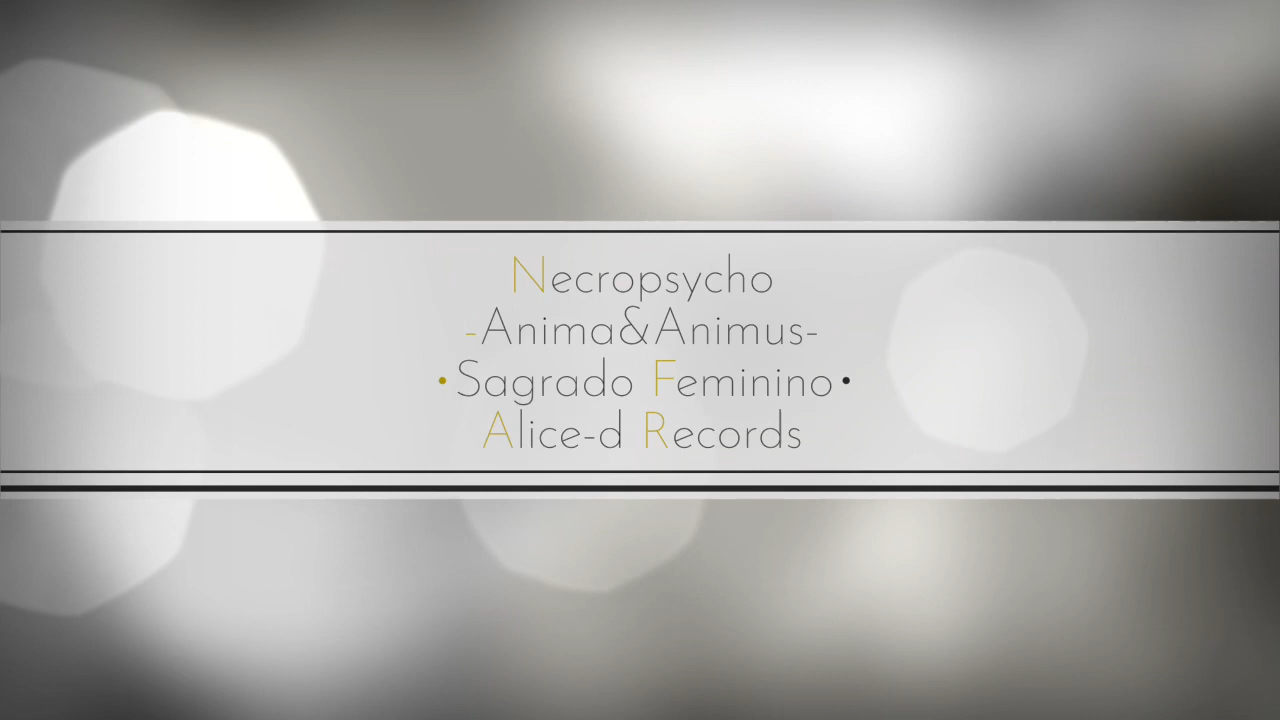 Necropsycho
-Anima&Animus-
•Sagrado Feminino•
Alice-d Records